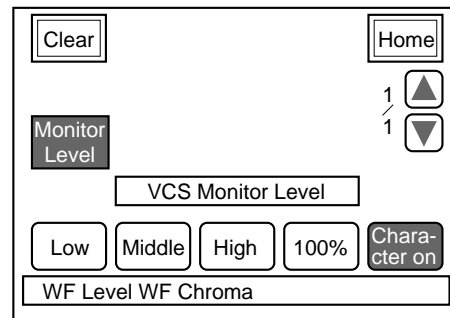 Clear
Home
1
/
1
Monitor
Level
VCS Monitor Level
Low
Middle
High
100%
Chara-
cter on
WF Level WF Chroma